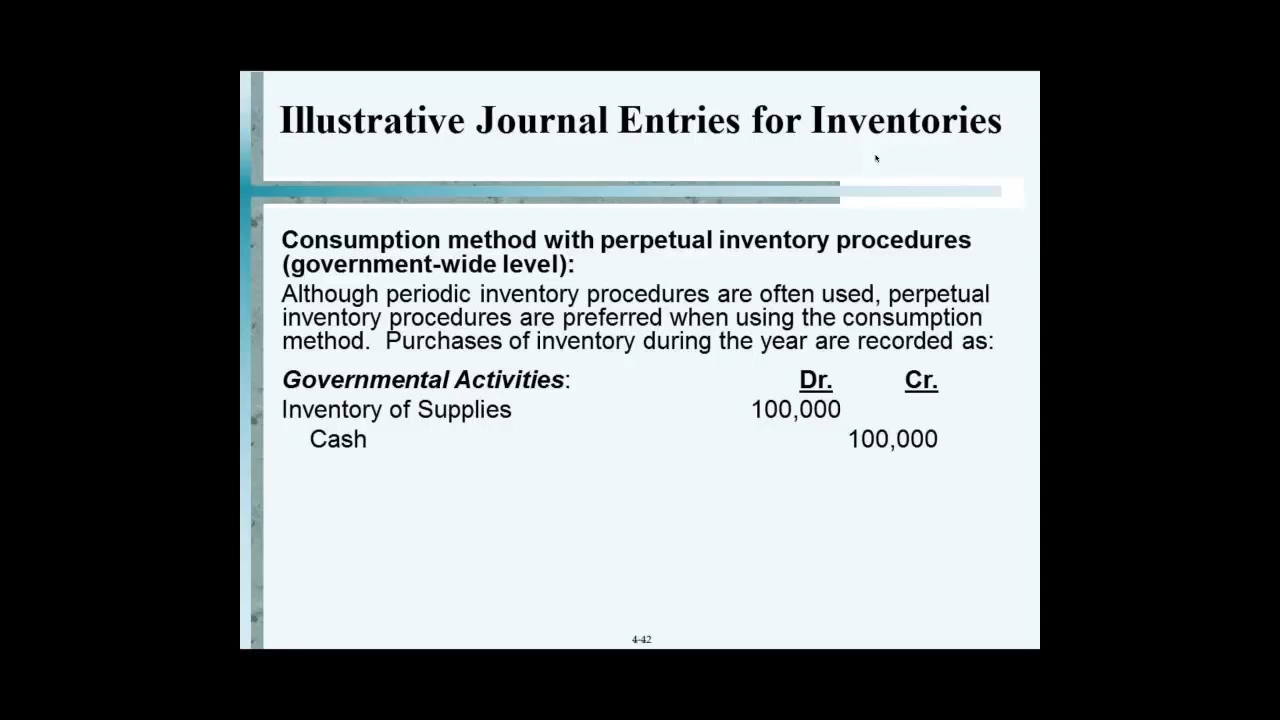 Illustrative Journal Entries for Inventories
Consumption method with perpetual inventory procedures
(government-wide level):
Although periodic inventory procedures are often used, perpetual
inventory procedures are preferred when using the consumption
method.  Purchases of inventory during the year are recorded as:
Governmental Activities: Dr. Cr.
Inventory of Supplies 100,000
Cash 100,000
4-42